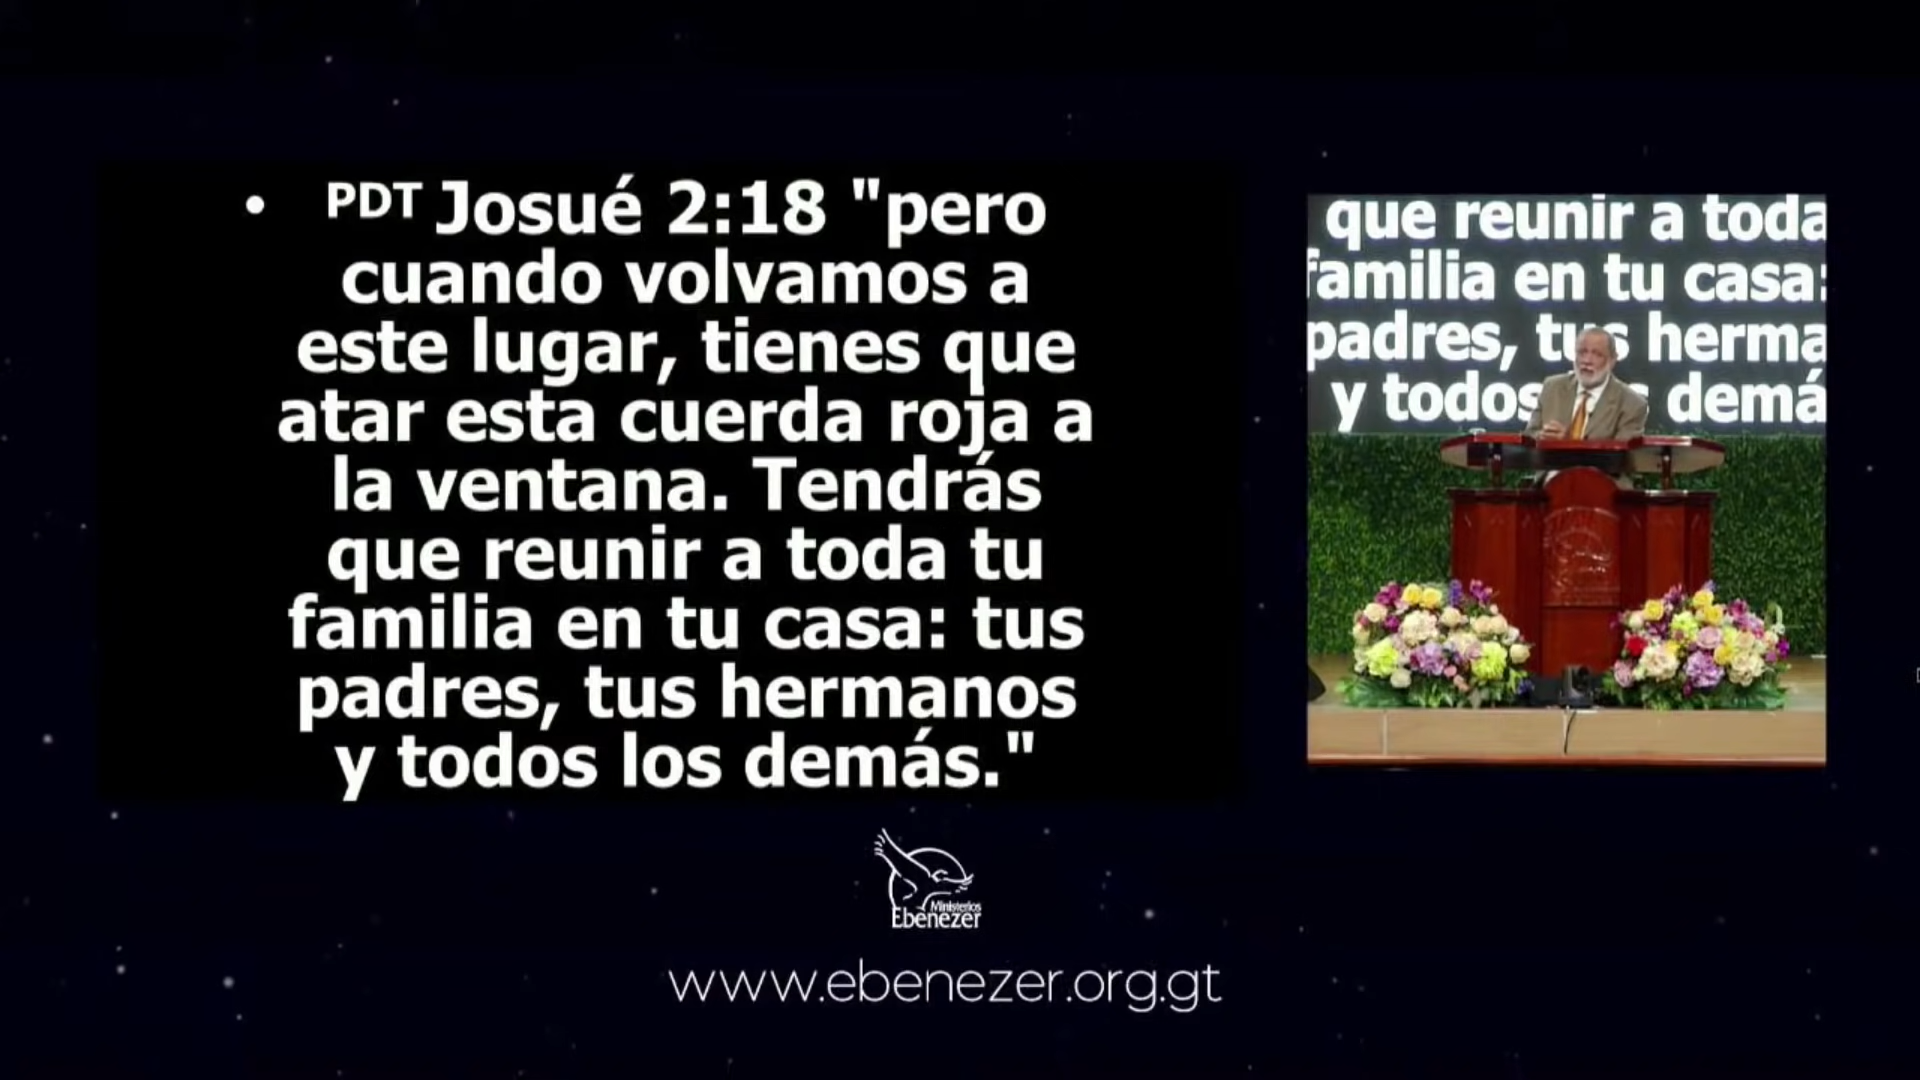 • PDT Josué 2:18 "pero
cuando volvamos a
este lugar, tienes que
atar esta cuerda roja a
la ventana. Tendrás
que reunir a toda tu
familia en tu casa: tus
padres, tus hermanos
y todos los demás."
que reunir a toda
familia en tu casa:
padres, tus herma
y todos demá
Ministerios
Ebenezer
www.ebenezer.org.gt